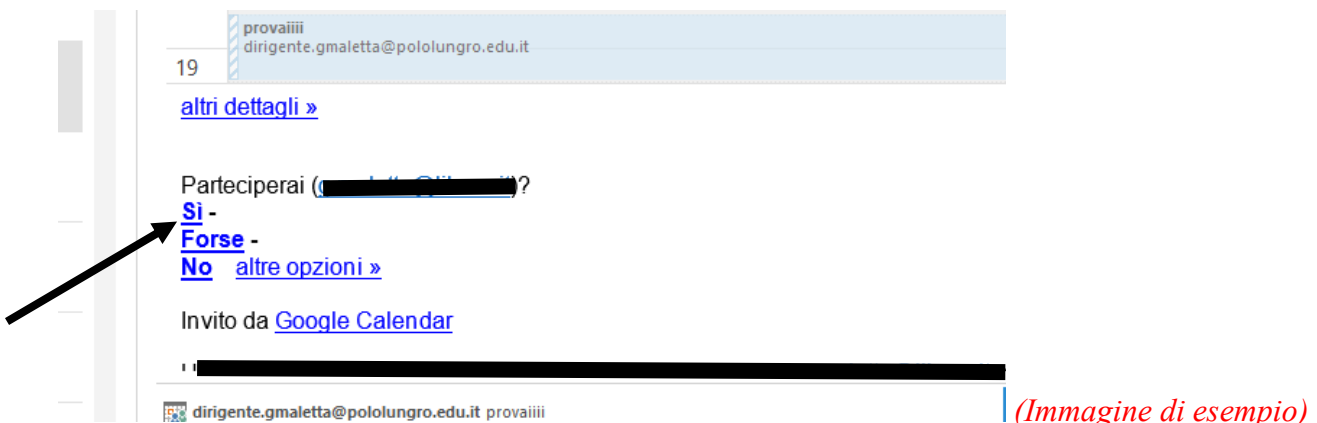 provaiiii
dirigente.gmaletta@pololungro.edu.it
19
altri dettagli »
Parteciperai ( )?
Sì -
Forse -
No altre opzioni »
Invito da Google Calendar
dirigente.gmaletta@pololungro.edu.it provaiiii
(Immagine di esempio)